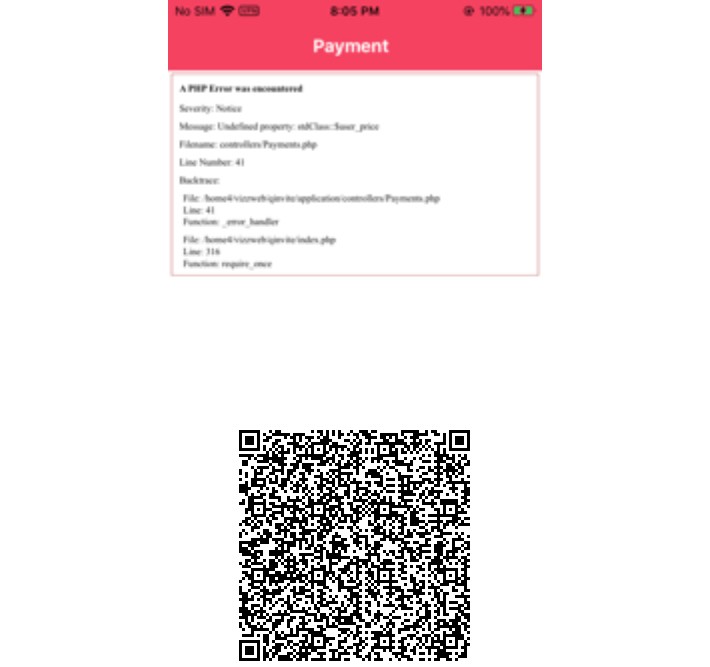 No SIM VPN 8:05 PM 100%
Payment
A PHP Error was encountered
Severity: Notice
Message: Undefined property: stdClass::$user_price
Filename: controllers/Payments.php
Line Number: 41
Backtrace:
File: /home4/vizzweb/qinvite/application/controllers/Payments.php
Line: 41
Function: _error_handler
File: /home4/vizzweb/qinvite/index.php
Line: 316
Function: require_once